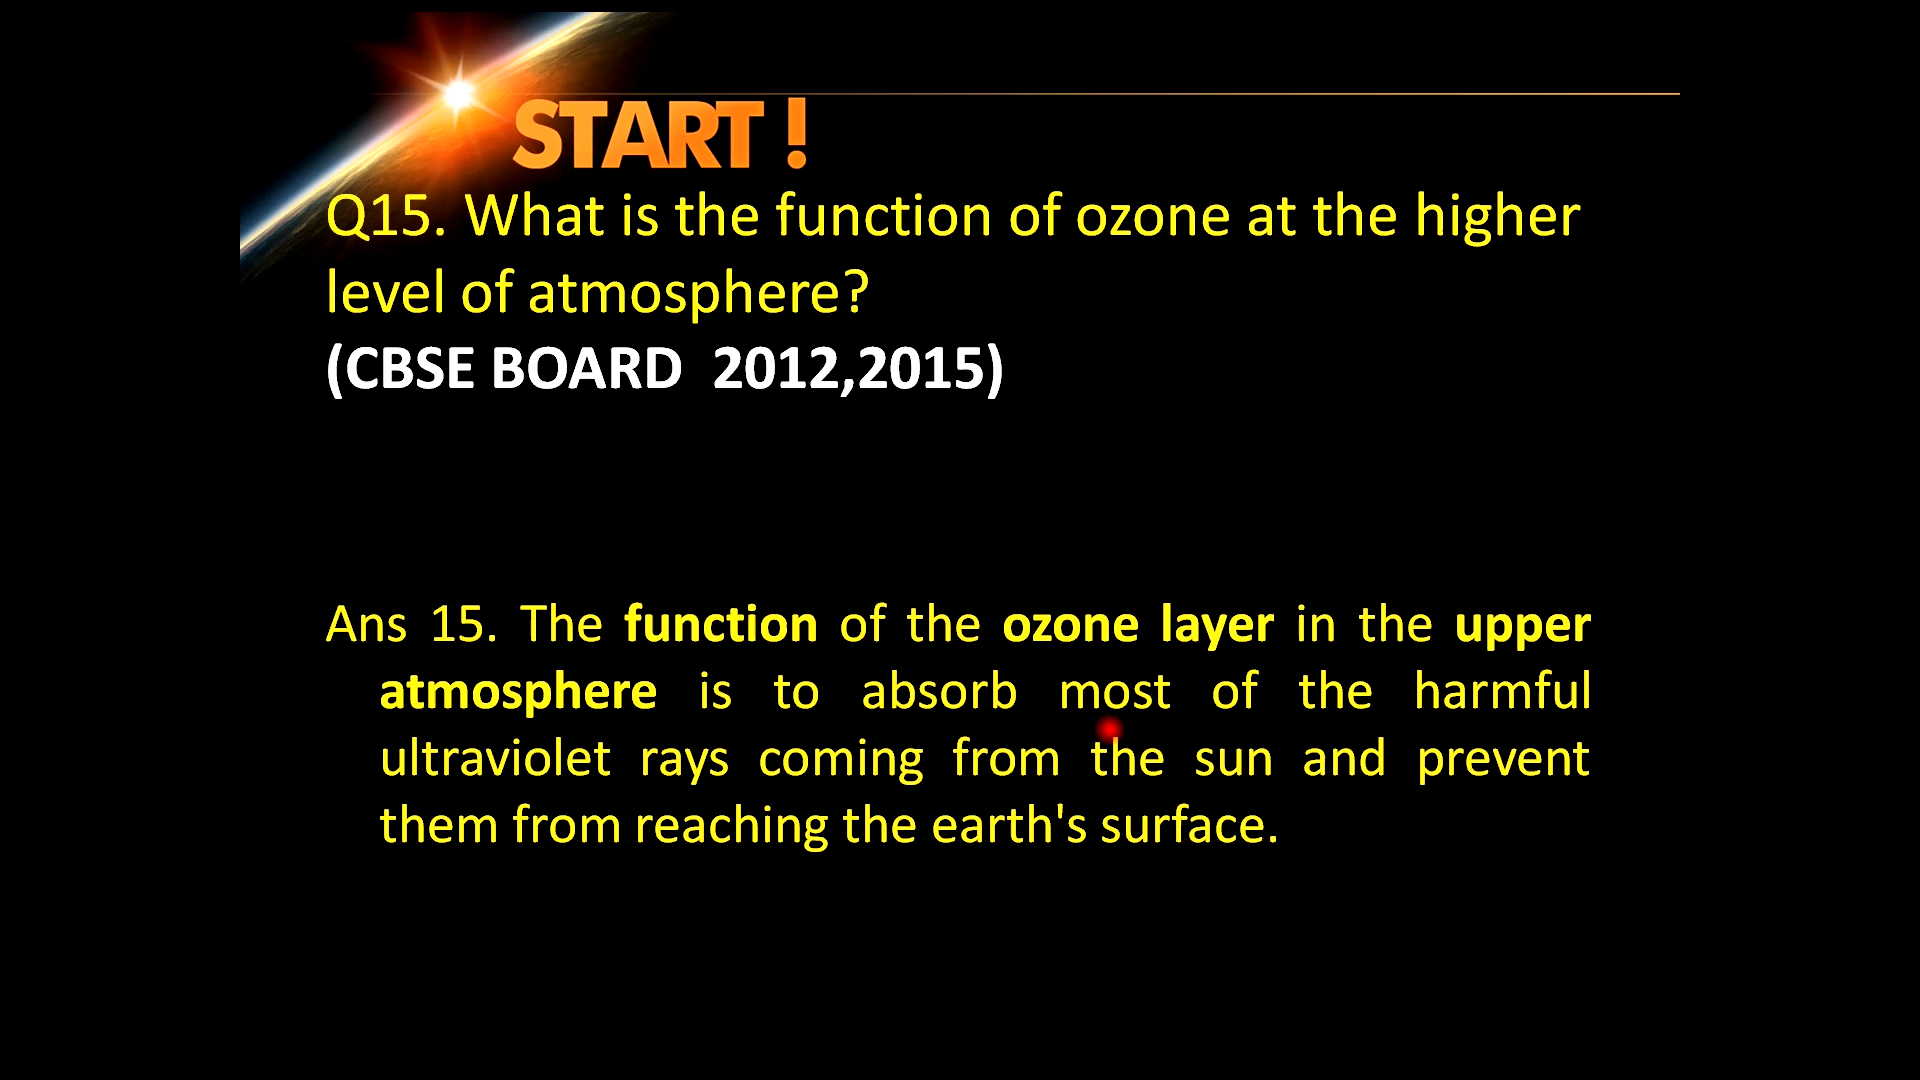 START !
Q15. What is the function of ozone at the higher
level of atmosphere?
(CBSE BOARD  2012,2015)
Ans 15. The function of the ozone layer in the upper
atmosphere is to absorb most of the harmful
ultraviolet rays coming from the sun and prevent
them from reaching the earth's surface.